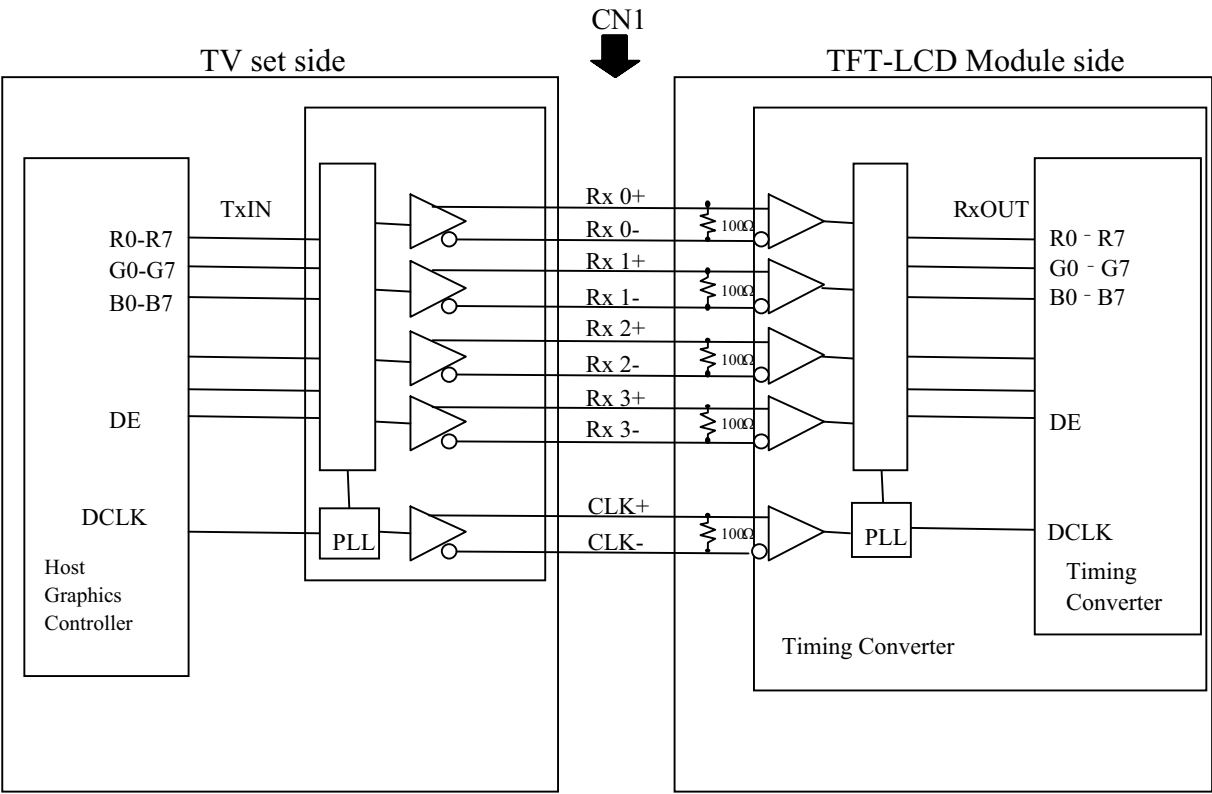 CN1
TV set side
TFT-LCD Module side
TxIN
R0-R7
G0-G7
B0-B7
DE
DCLK
Host
Graphics
Controller
PLL
Rx 0+
Rx 0-
Rx 1+
Rx 1-
Rx 2+
Rx 2-
Rx 3+
Rx 3-
CLK+
CLK-
100Ω
100Ω
100Ω
100Ω
100Ω
PLL
RxOUT
R0 - R7
G0 - G7
B0 - B7
DE
DCLK
Timing
Converter
Timing Converter